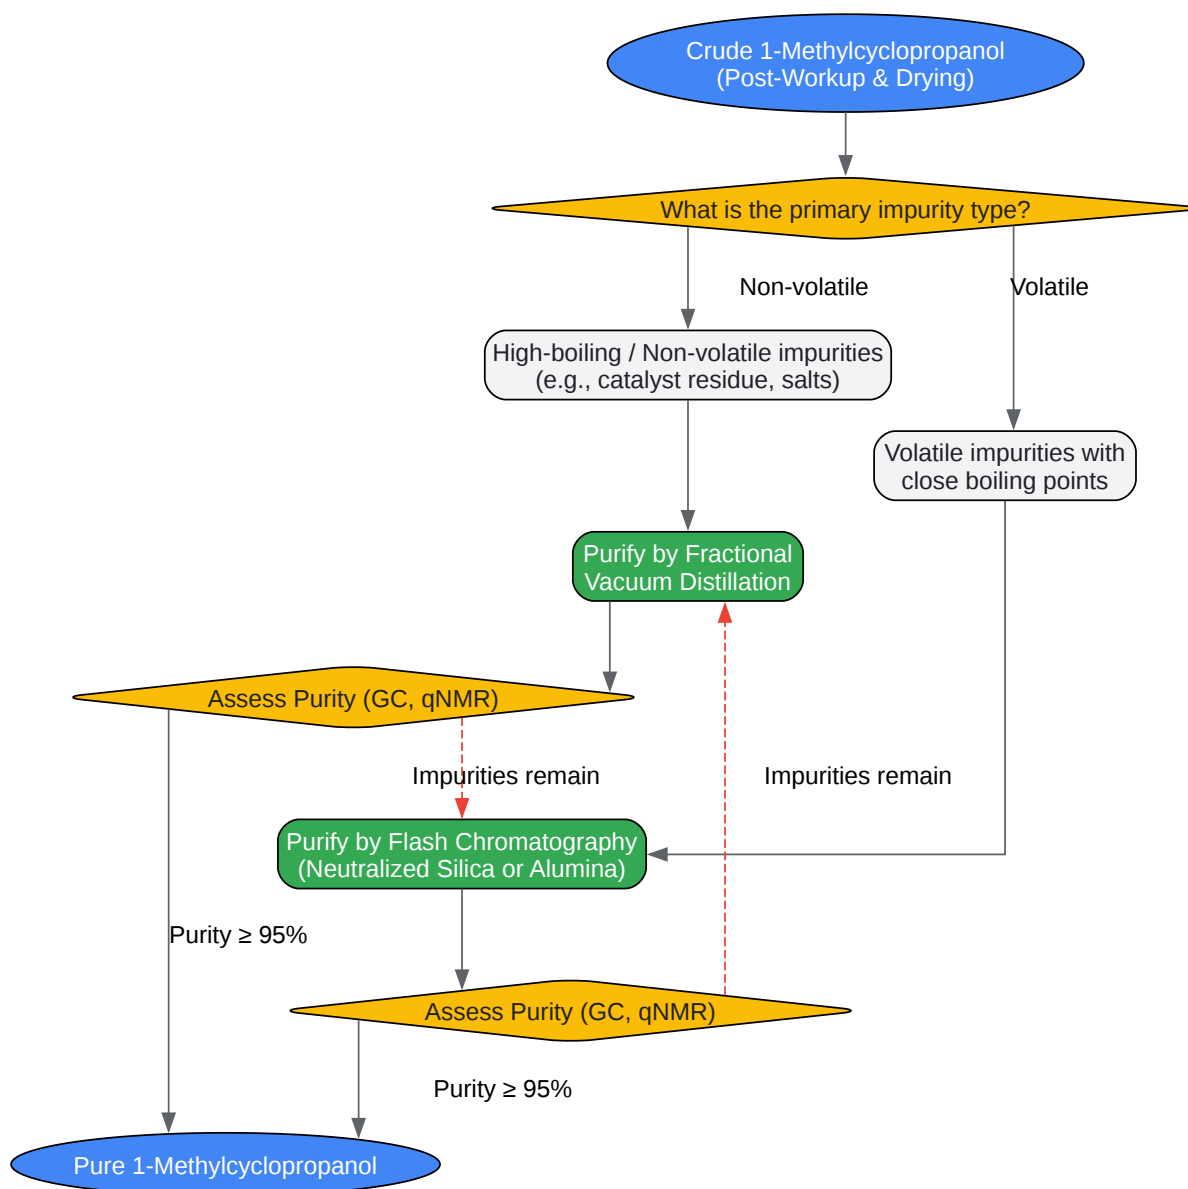 Crude 1-Methylcyclopropanol
(Post-Workup & Drying)
What is the primary impurity type?
Non-volatile
Volatile
High-boiling / Non-volatile impurities
(e.g., catalyst residue, salts)
Volatile impurities with
close boiling points
Purify by Fractional
Vacuum Distillation
Assess Purity (GC, qNMR)
Impurities remain
Impurities remain
Purify by Flash Chromatography
(Neutralized Silica or Alumina)
Purity ≥ 95%
Assess Purity (GC, qNMR)
Purity ≥ 95%
Pure 1-Methylcyclopropanol